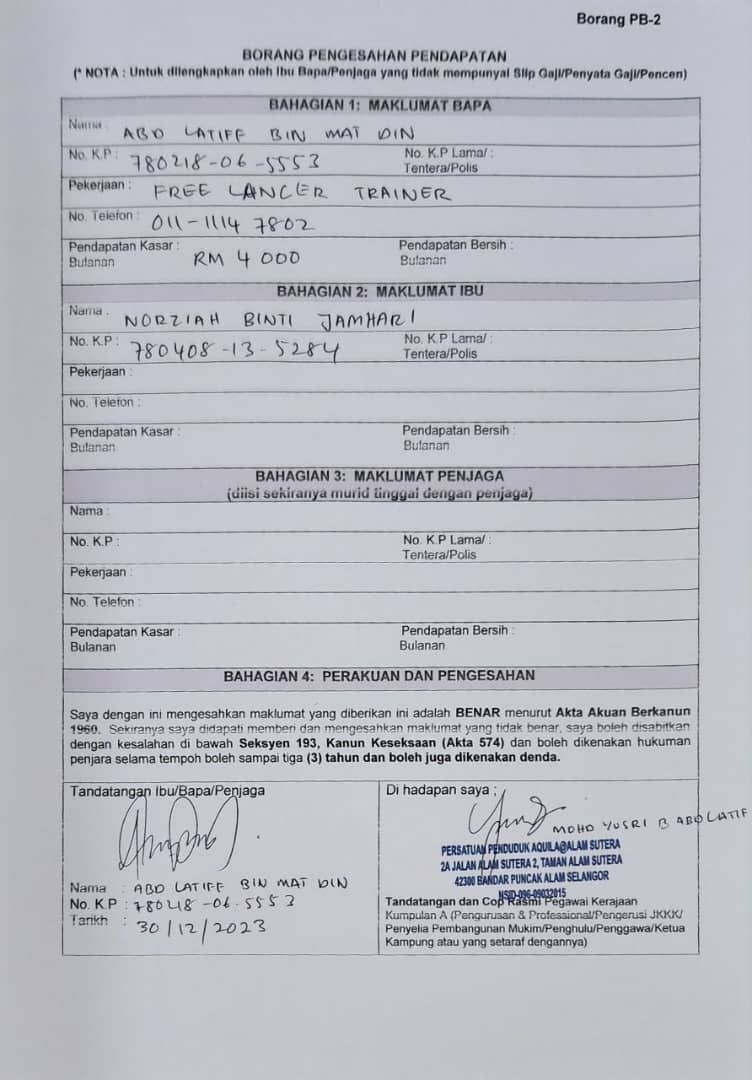 Borang PB-2
BORANG PENGESAHAN PENDAPATAN
(* NOTA : Untuk dilengkapkan oleh Ibu Bapa/Penjaga yang tidak mempunyai Slip Gaji/Penyata Gaji/Pencen)
BAHAGIAN 1: MAKLUMAT BAPA
Nama : ABD LATIFF BIN MAT DIN
No. K.P : 780218-06-5553 No. K.P Lama/ :
Tentera/Polis
Pekerjaan : FREE LANCER TRAINER
No. Telefon : 011-1114 7802
Pendapatan Kasar : Pendapatan Bersih :
Bulanan RM 4 000 Bulanan
BAHAGIAN 2: MAKLUMAT IBU
Nama : NORZIAH BINTI JAMHARI
No. K.P : 780408-13-5284 No. K.P Lama/ :
Tentera/Polis
Pekerjaan :
No. Telefon :
Pendapatan Kasar : Pendapatan Bersih :
Bulanan Bulanan
BAHAGIAN 3: MAKLUMAT PENJAGA
(diisi sekiranya murid tinggal dengan penjaga)
Nama :
No. K.P : No. K.P Lama/ :
Tentera/Polis
Pekerjaan :
No. Telefon :
Pendapatan Kasar : Pendapatan Bersih :
Bulanan Bulanan
BAHAGIAN 4: PERAKUAN DAN PENGESAHAN
Saya dengan ini mengesahkan maklumat yang diberikan ini adalah BENAR menurut Akta Akuan Berkanun
1960. Sekiranya saya didapati memberi dan mengesahkan maklumat yang tidak benar, saya boleh disabitkan
dengan kesalahan di bawah Seksyen 193, Kanun Keseksaan (Akta 574) dan boleh dikenakan hukuman
penjara selama tempoh boleh sampai tiga (3) tahun dan boleh juga dikenakan denda.
Tandatangan Ibu/Bapa/Penjaga
Nama : ABD LATIFF BIN MAT DIN
No. K.P : 780218-06-5553
Tarikh : 30/12/2023
Di hadapan saya :
MOHD YUSRI B ABD LATIF
PERSATUAN PENDUDUK AQUILA@ALAM SUTERA
2A JALAN ALAM SUTERA 2, TAMAN ALAM SUTERA
42300 BANDAR PUNCAK ALAM SELANGOR
NSID-096-09032015
Tandatangan dan Cop Rasmi Pegawai Kerajaan
Kumpulan A (Pengurusan & Professional/Pengerusi JKKK/
Penyelia Pembangunan Mukim/Penghulu/Penggawa/Ketua
Kampung atau yang setaraf dengannya)